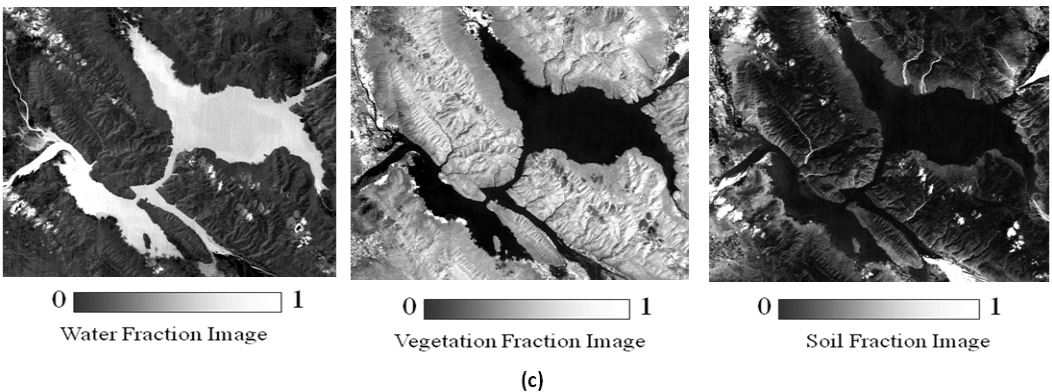 0 1
Water Fraction Image
0 1
Vegetation Fraction Image
0 1
Soil Fraction Image
(c)